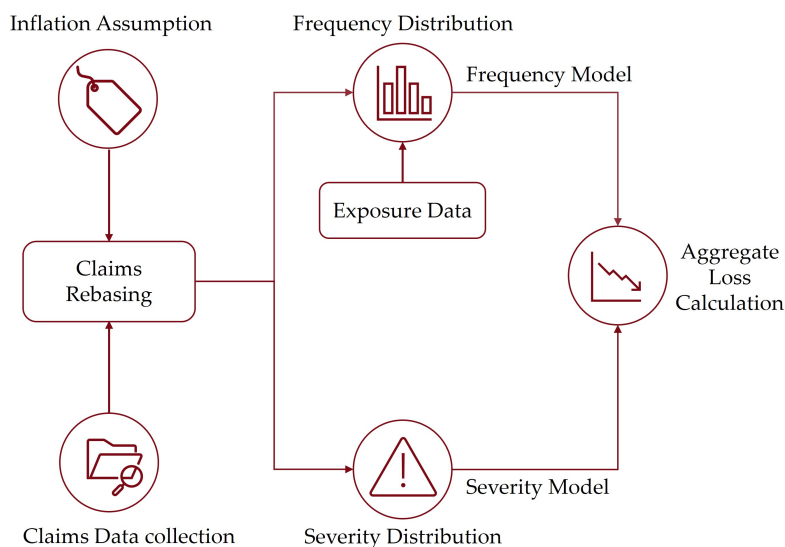 Inflation Assumption
Frequency Distribution
Frequency Model
Exposure Data
Claims
Rebasing
Aggregate
Loss
Calculation
Severity Model
Claims Data collection
Severity Distribution